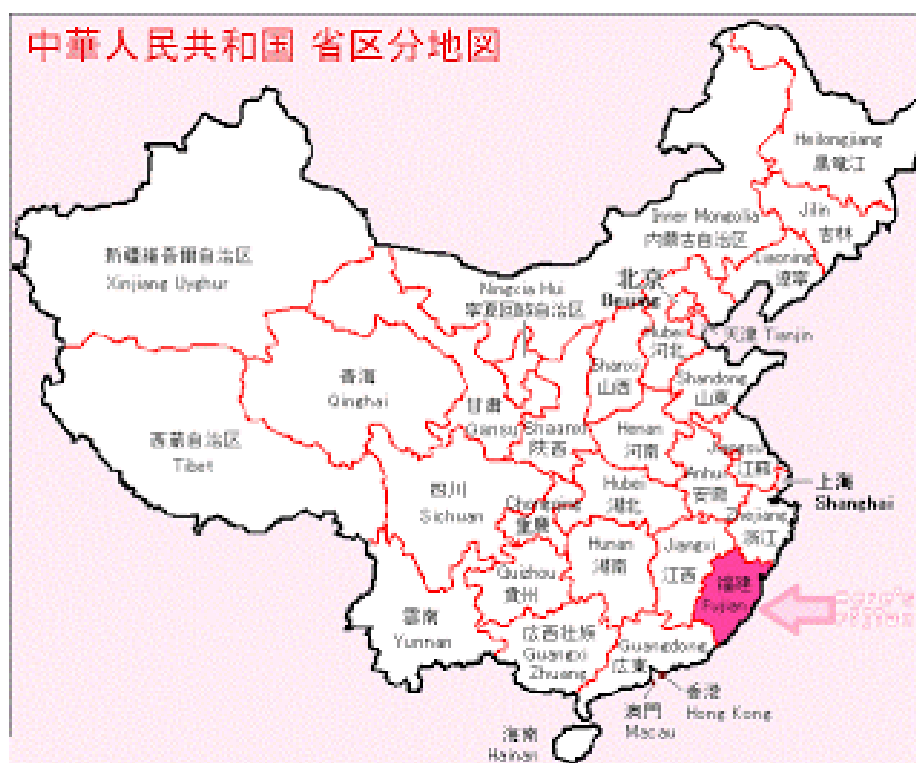 中華人民共和国 省区分地図
Heilongjiang
黒竜江
Jilin
吉林
Inner Mongolia
内蒙古自治区
Liaoning
遼寧
新疆維吾爾自治区
Xinjiang Uyghur
北京
Beijing
Ningxia Hui
寧夏回族自治区
天津 Tianjin
Hubei
河北
Shanxi
山西
Shandong
山東
青海
Qinghai
甘粛
Gansu
Shaanxi
陝西
Henan
河南
西蔵自治区
Tibet
Jiangsu
江蘇
Anhui
安徽
上海
Shanghai
四川
Sichuan
Chongqing
重慶
Hubei
湖北
Zhejiang
浙江
Hunan
湖南
Jiangxi
江西
Guizhou
貴州
福建
Fujian
雲南
Yunnan
広西壮族
Guangxi
Zhuang
Guangdong
広東
香港
Hong Kong
澳門
Macau
海南
Hainan